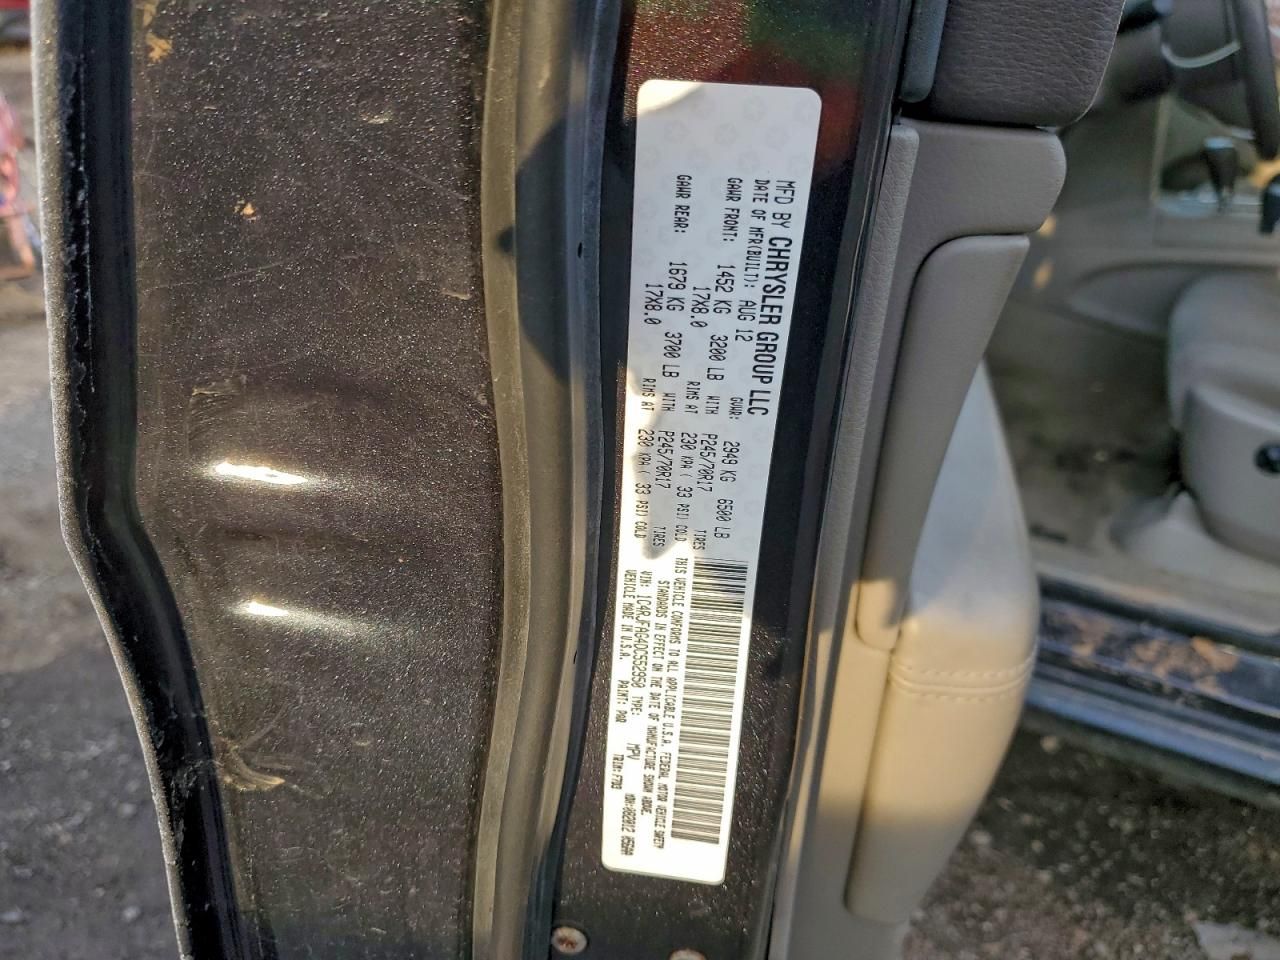 MFD BY CHRYSLER GROUP LLC
DATE OF MFR(BUILT): AUG 12 GVWR: 2949 KG 6500 LB
GAWR FRONT: 1452 KG 3200 LB WITH P245/70R17 TIRES
17X8.0 RIMS AT 230 KPA ( 33 PSI) COLD
GAWR REAR: 1679 KG 3700 LB WITH P245/70R17 TIRES
17X8.0 RIMS AT 230 KPA ( 33 PSI) COLD
THIS VEHICLE CONFORMS TO ALL APPLICABLE U.S.A. FEDERAL MOTOR VEHICLE SAFETY
STANDARDS IN EFFECT ON THE DATE OF MANUFACTURE SHOWN ABOVE.
VIN: 1C4RJFAG4DC552950 TYPE: MPV
VEHICLE MADE IN U.S.A. PAINT: